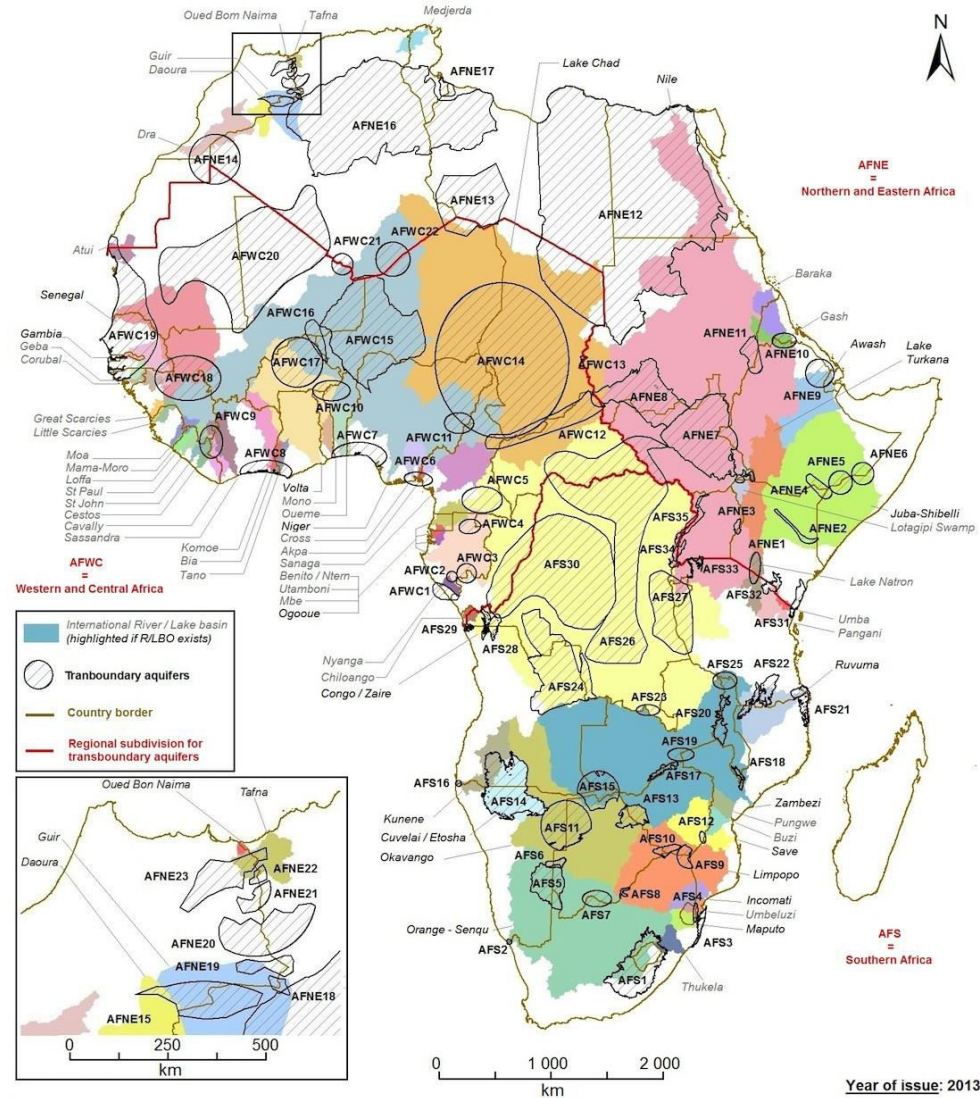 Oued Bom Naima
Tafna
Medjerda
Guir
Daoura
AFNE17
Lake Chad
N
Nile
AFNE16
Dra
AFNE14
AFNE
=
Northern and Eastern Africa
AFNE13
AFNE12
Atui
AFWC21
AFWC22
AFWC20
Baraka
Senegal
Gash
AFWC16
AFNE11
Gambia
AFWC19
AFWC15
AFNE10
Awash
Geba
AFWC17
AFWC14
AFWC13
Lake
Turkana
Corubal
AFWC18
AFNE8
AFNE9
AFWC10
Great Scarcies
AFWC9
AFWC7
AFWC11
AFWC12
AFNE7
AFNE6
Little Scarcies
AFWC8
AFWC6
AFNE5
Moa
AFWC5
AFNE4
Mama-Moro
Volta
Loffa
Mono
Juba-Shibelli
St Paul
Oueme
AFWC4
AFS35
AFNE3
AFNE2
Lotagipi Swamp
St John
Niger
Cestos
Cross
Cavally
Akpa
AFS34
AFNE1
Sassandra
Komoe
Sanaga
AFWC3
AFS30
AFS33
Bia
Benito / Ntern
AFWC2
Lake Natron
AFWC
=
Western and Central Africa
Tano
Utamboni
AFWC1
AFS27
AFS32
Mbe
Ogooue
AFS31
Umba
AFS29
Pangani
International River / Lake basin
(highlighted if R/LBO exists)
AFS28
AFS26
Nyanga
Chiloango
AFS25
AFS22
Ruvuma
Tranboundary aquifers
Congo / Zaire
AFS24
AFS23
AFS20
AFS21
Country border
AFS19
Regional subdivision for
transboundary aquifers
AFS16
AFS17
AFS18
AFS14
AFS15
AFS13
Kunene
Zambezi
Cuvelai / Etosha
AFS12
Pungwe
AFS11
Buzi
Okavango
AFS10
Save
AFS6
AFS9
Limpopo
AFS5
AFS8
AFS4
Incomati
AFS7
Umbeluzi
Orange - Senqu
Maputo
AFS2
AFS3
AFS1
Thukela
AFS
=
Southern Africa
Oued Bon Naima
Tafna
Guir
Daoura
AFNE22
AFNE23
AFNE21
AFNE20
AFNE19
AFNE18
AFNE15
0 250 500
km
0 1 000 2 000
km
Year of issue: 2013